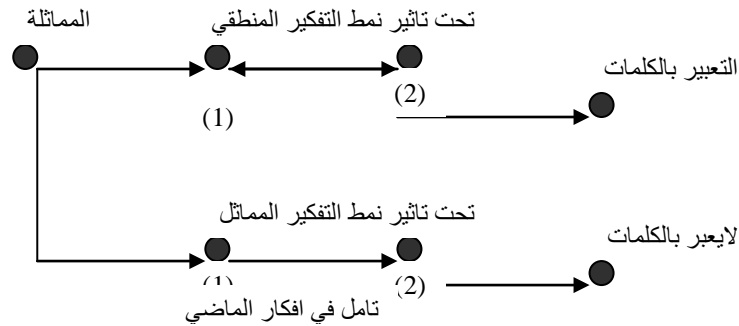 المماثلة
تحت تاثير نمط التفكير المنطقي
التعبير بالكلمات
(1)
(2)
تحت تاثير نمط التفكير المماثل
لايعبر بالكلمات
(1)
(2)
تامل في افكار الماضي